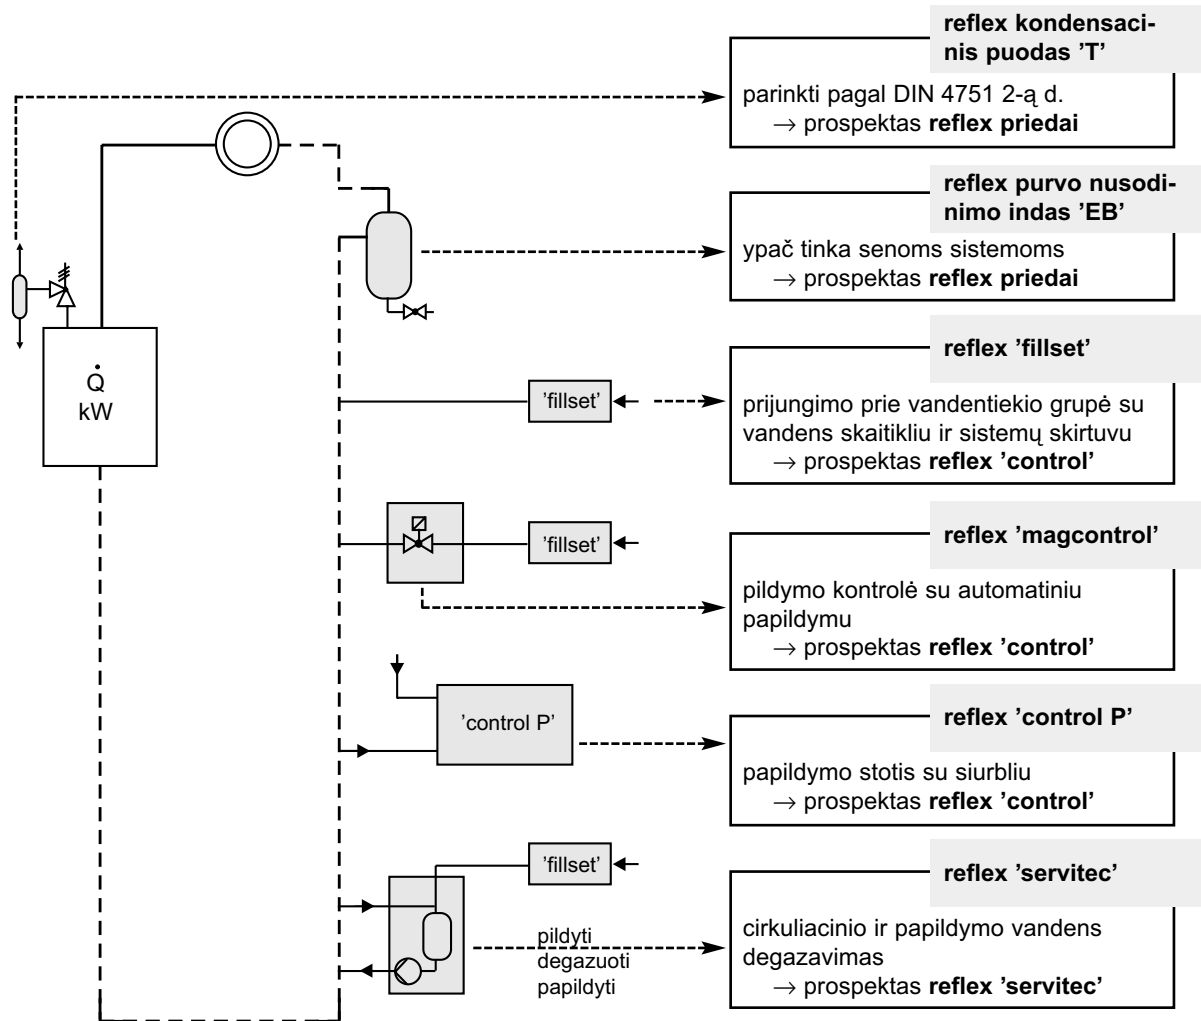 reflex kondensaci-
nis puodas ’T’
parinkti pagal DIN 4751 2-ą d.
→ prospektas reflex priedai
reflex purvo nusodi-
nimo indas ’EB’
ypač tinka senoms sistemoms
→ prospektas reflex priedai
Q̇
kW
reflex ’fillset’
’fillset’
prijungimo prie vandentiekio grupė su
vandens skaitikliu ir sistemų skirtuvu
→ prospektas reflex ’control’
’fillset’
reflex ’magcontrol’
pildymo kontrolė su automatiniu
papildymu
→ prospektas reflex ’control’
’control P’
reflex ’control P’
papildymo stotis su siurbliu
→ prospektas reflex ’control’
’fillset’
reflex ’servitec’
pildyti
degazuoti
papildyti
cirkuliacinio ir papildymo vandens
degazavimas
→ prospektas reflex ’servitec’